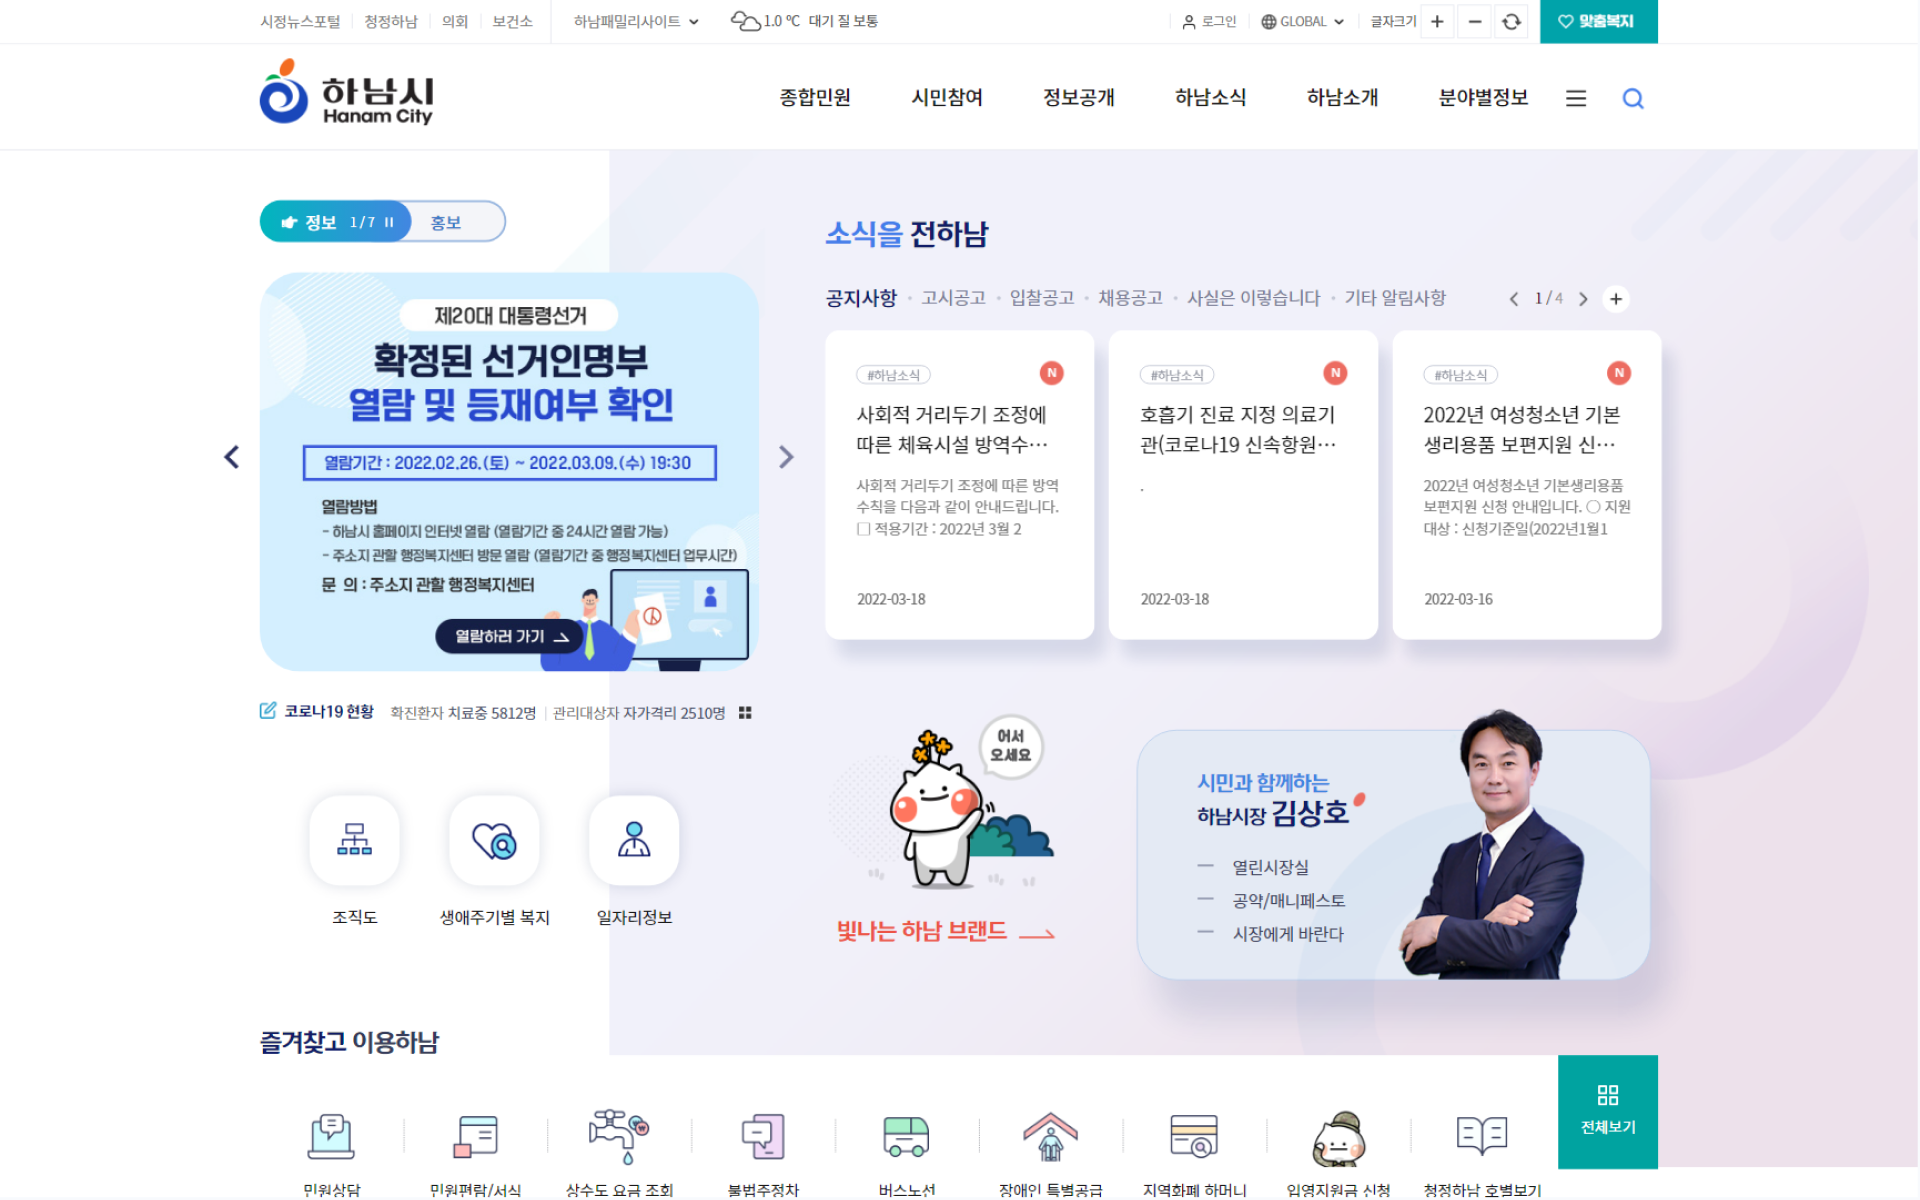 시정뉴스포털 청정하남 의회 보건소 하남패밀리사이트 1.0 ℃ 대기 질 보통 로그인 GLOBAL 글자크기 맞춤복지
하남시
Hanam City
종합민원 시민참여 정보공개 하남소식 하남소개 분야별정보
정보 1/7 홍보
제20대 대통령선거
확정된 선거인명부
열람 및 등재여부 확인
열람기간 : 2022.02.26.(토) ~ 2022.03.09.(수) 19:30
열람방법
- 하남시 홈페이지 인터넷 열람 (열람기간 중 24시간 열람 가능)
- 주소지 관할 행정복지센터 방문 열람 (열람기간 중 행정복지센터 업무시간)
문 의 : 주소지 관할 행정복지센터
열람하러 가기
코로나19 현황 확진환자 치료중 5812명 관리대상자 자가격리 2510명
조직도 생애주기별 복지 일자리정보
소식을 전하남
공지사항 고시공고 입찰공고 채용공고 사실은 이렇습니다 기타 알림사항 1 / 4
#하남소식 N
사회적 거리두기 조정에
따른 체육시설 방역수…
사회적 거리두기 조정에 따른 방역
수칙을 다음과 같이 안내드립니다.
□ 적용기간 : 2022년 3월 2
2022-03-18
#하남소식 N
호흡기 진료 지정 의료기
관(코로나19 신속항원…
.
2022-03-18
#하남소식 N
2022년 여성청소년 기본
생리용품 보편지원 신…
2022년 여성청소년 기본생리용품
보편지원 신청 안내입니다. ○ 지원
대상 : 신청기준일(2022년1월1
2022-03-16
어서
오세요
빛나는 하남 브랜드
시민과 함께하는
하남시장 김상호
열린시장실
공약/매니페스토
시장에게 바란다
즐겨찾고 이용하남
민원상담 민원편람/서식 상수도 요금 조회 불법주정차 버스노선 장애인 특별공급 지역화폐 하머니 입영지원금 신청 청정하남 호별보기
전체보기